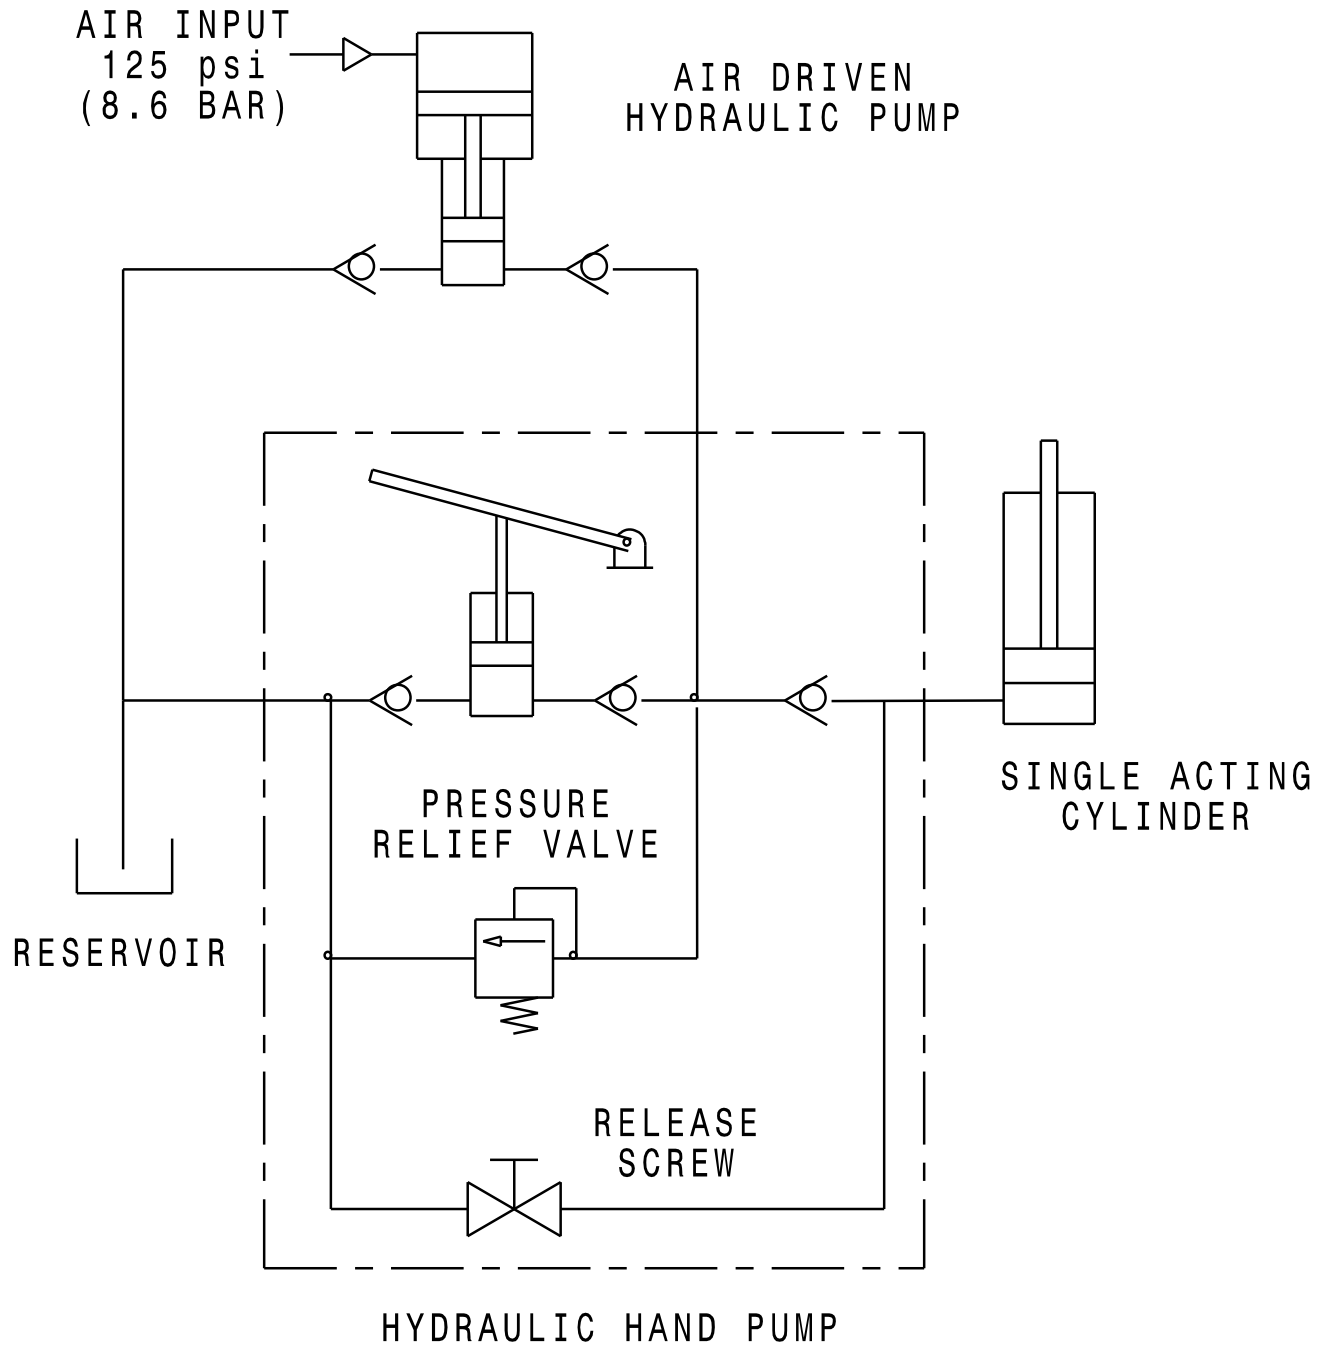 AIR INPUT
125 psi
(8.6 BAR)
AIR DRIVEN
HYDRAULIC PUMP
SINGLE ACTING
CYLINDER
PRESSURE
RELIEF VALVE
RESERVOIR
RELEASE
SCREW
HYDRAULIC HAND PUMP